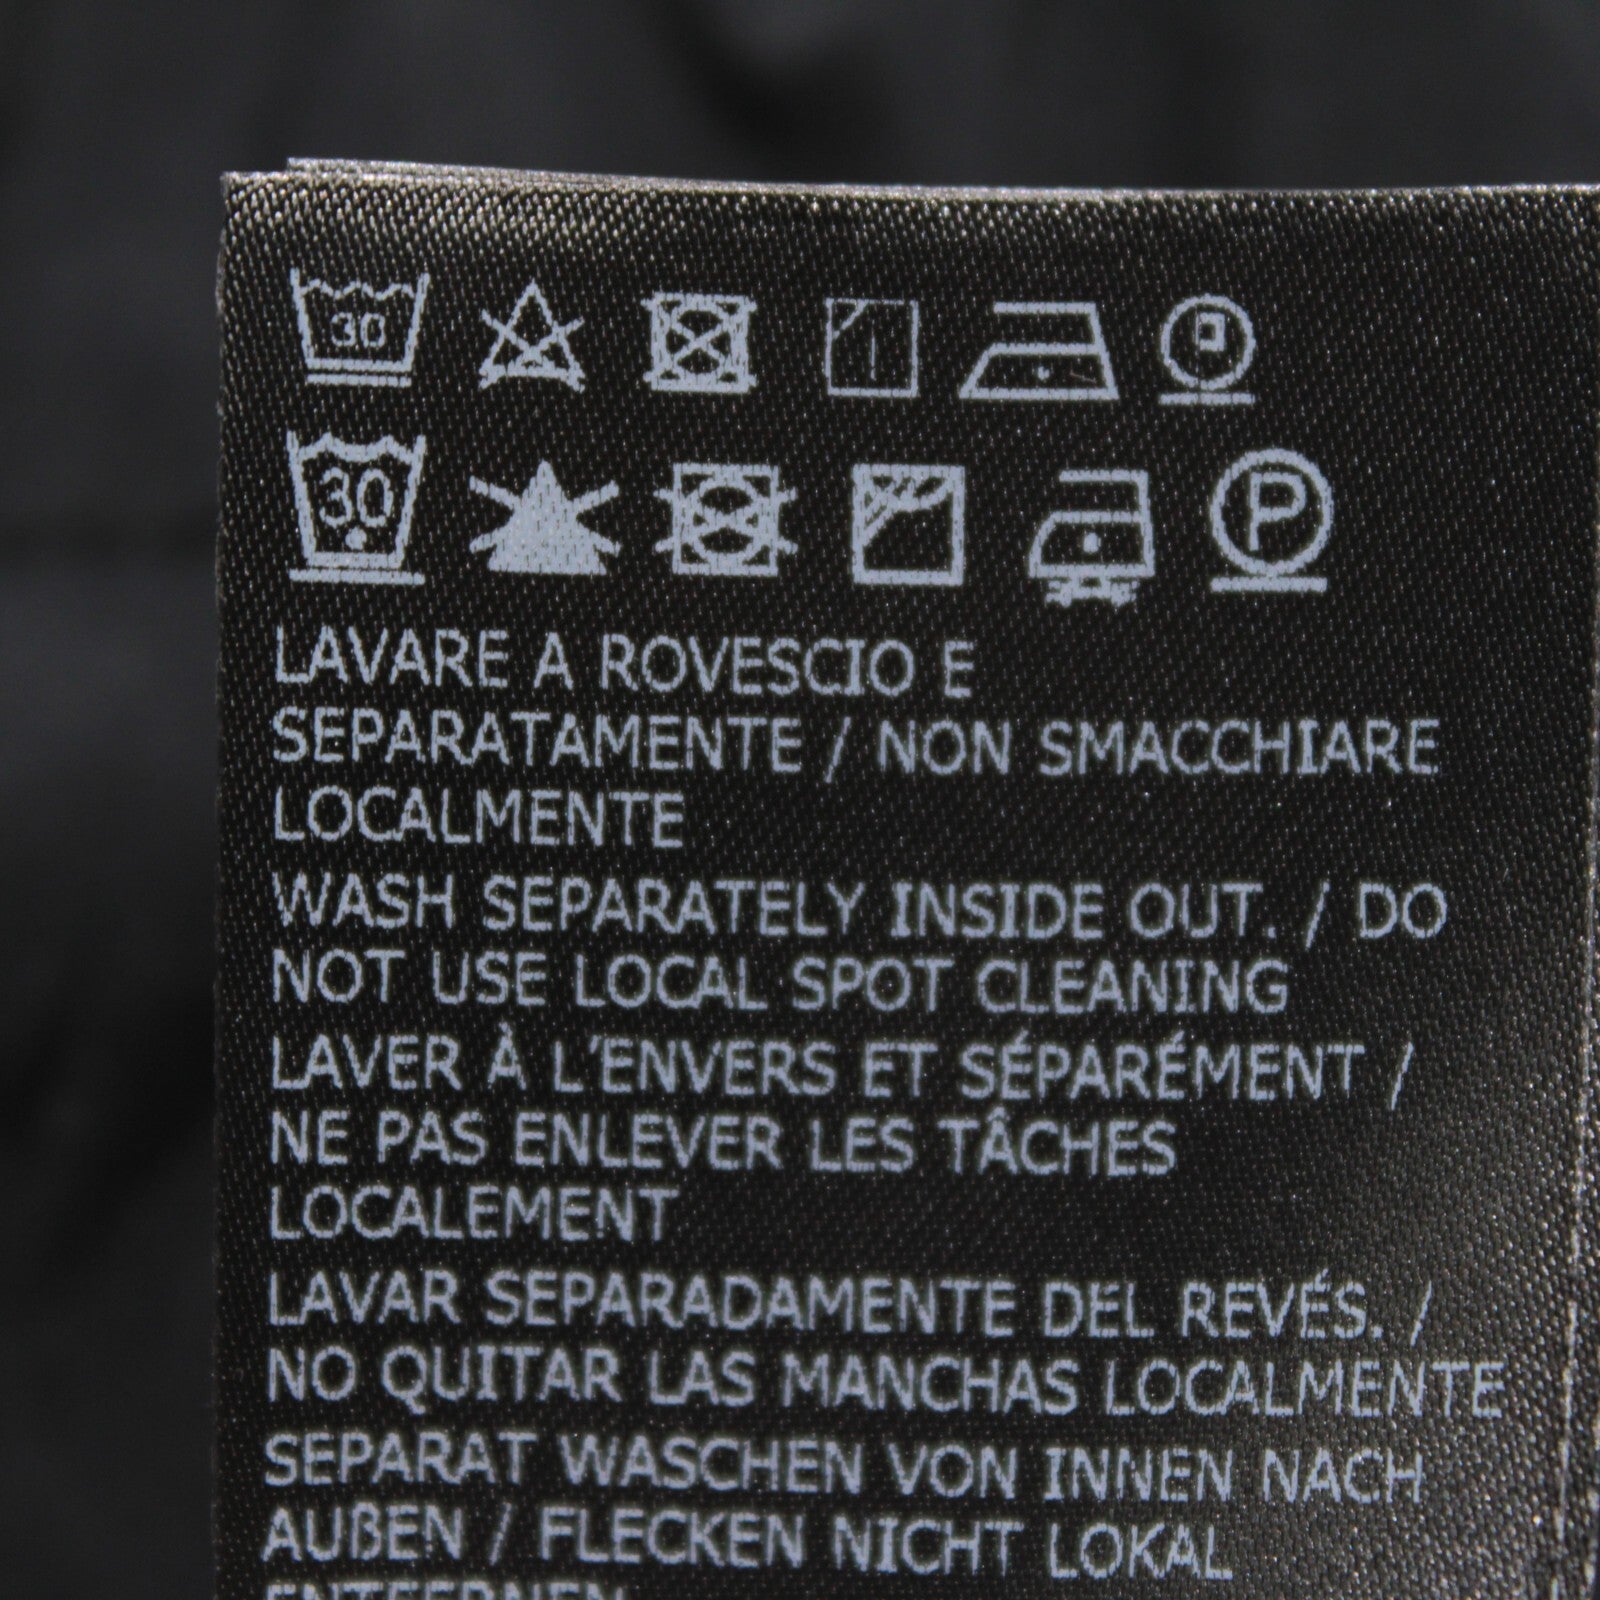 30
30 P
LAVARE A ROVESCIO E
SEPARATAMENTE / NON SMACCHIARE
LOCALMENTE
WASH SEPARATELY INSIDE OUT. / DO
NOT USE LOCAL SPOT CLEANING
LAVER À L'ENVERS ET SÉPARÉMENT /
NE PAS ENLEVER LES TÂCHES
LOCALEMENT
LAVAR SEPARADAMENTE DEL REVÉS. /
NO QUITAR LAS MANCHAS LOCALMENTE
SEPARAT WASCHEN VON INNEN NACH
AUßEN / FLECKEN NICHT LOKAL
ENTFERNEN